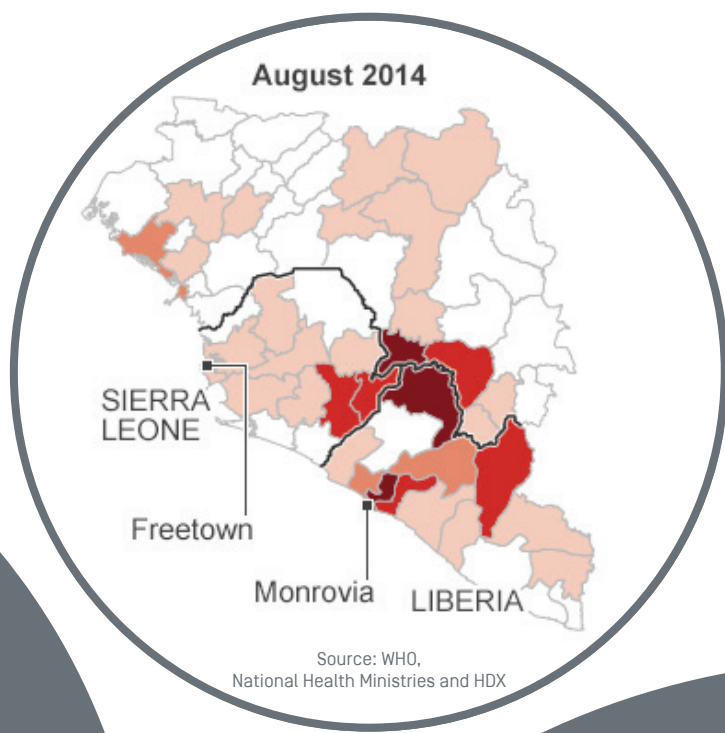 August 2014
SIERRA
LEONE
Freetown
Monrovia
LIBERIA
Source: WHO,
National Health Ministries and HDX